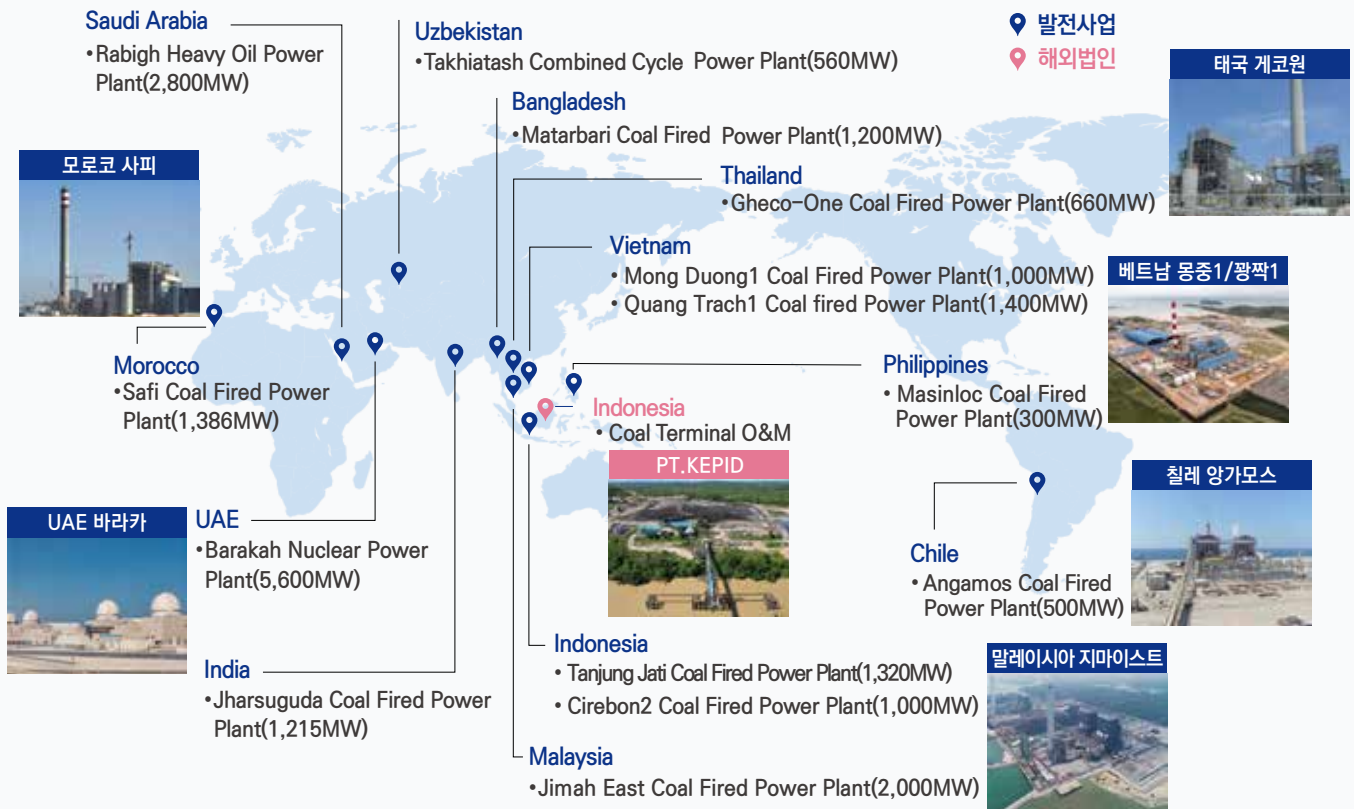 Saudi Arabia
•Rabigh Heavy Oil Power
Plant(2,800MW)
Uzbekistan
•Takhiatash Combined Cycle Power Plant(560MW)
발전사업
해외법인
태국 게코원
Bangladesh
•Matarbari Coal Fired Power Plant(1,200MW)
모로코 사피
Thailand
•Gheco-One Coal Fired Power Plant(660MW)
Vietnam
• Mong Duong1 Coal Fired Power Plant(1,000MW)
• Quang Trach1 Coal fired Power Plant(1,400MW)
베트남 몽중1/꽝짝1
Morocco
•Safi Coal Fired Power
Plant(1,386MW)
Philippines
• Masinloc Coal Fired
Power Plant(300MW)
Indonesia
• Coal Terminal O&M
PT.KEPID
칠레 앙가모스
UAE 바라카
UAE
•Barakah Nuclear Power
Plant(5,600MW)
Chile
• Angamos Coal Fired
Power Plant(500MW)
India
•Jharsuguda Coal Fired Power
Plant(1,215MW)
Indonesia
• Tanjung Jati Coal Fired Power Plant(1,320MW)
• Cirebon2 Coal Fired Power Plant(1,000MW)
말레이시아 지마이스트
Malaysia
•Jimah East Coal Fired Power Plant(2,000MW)